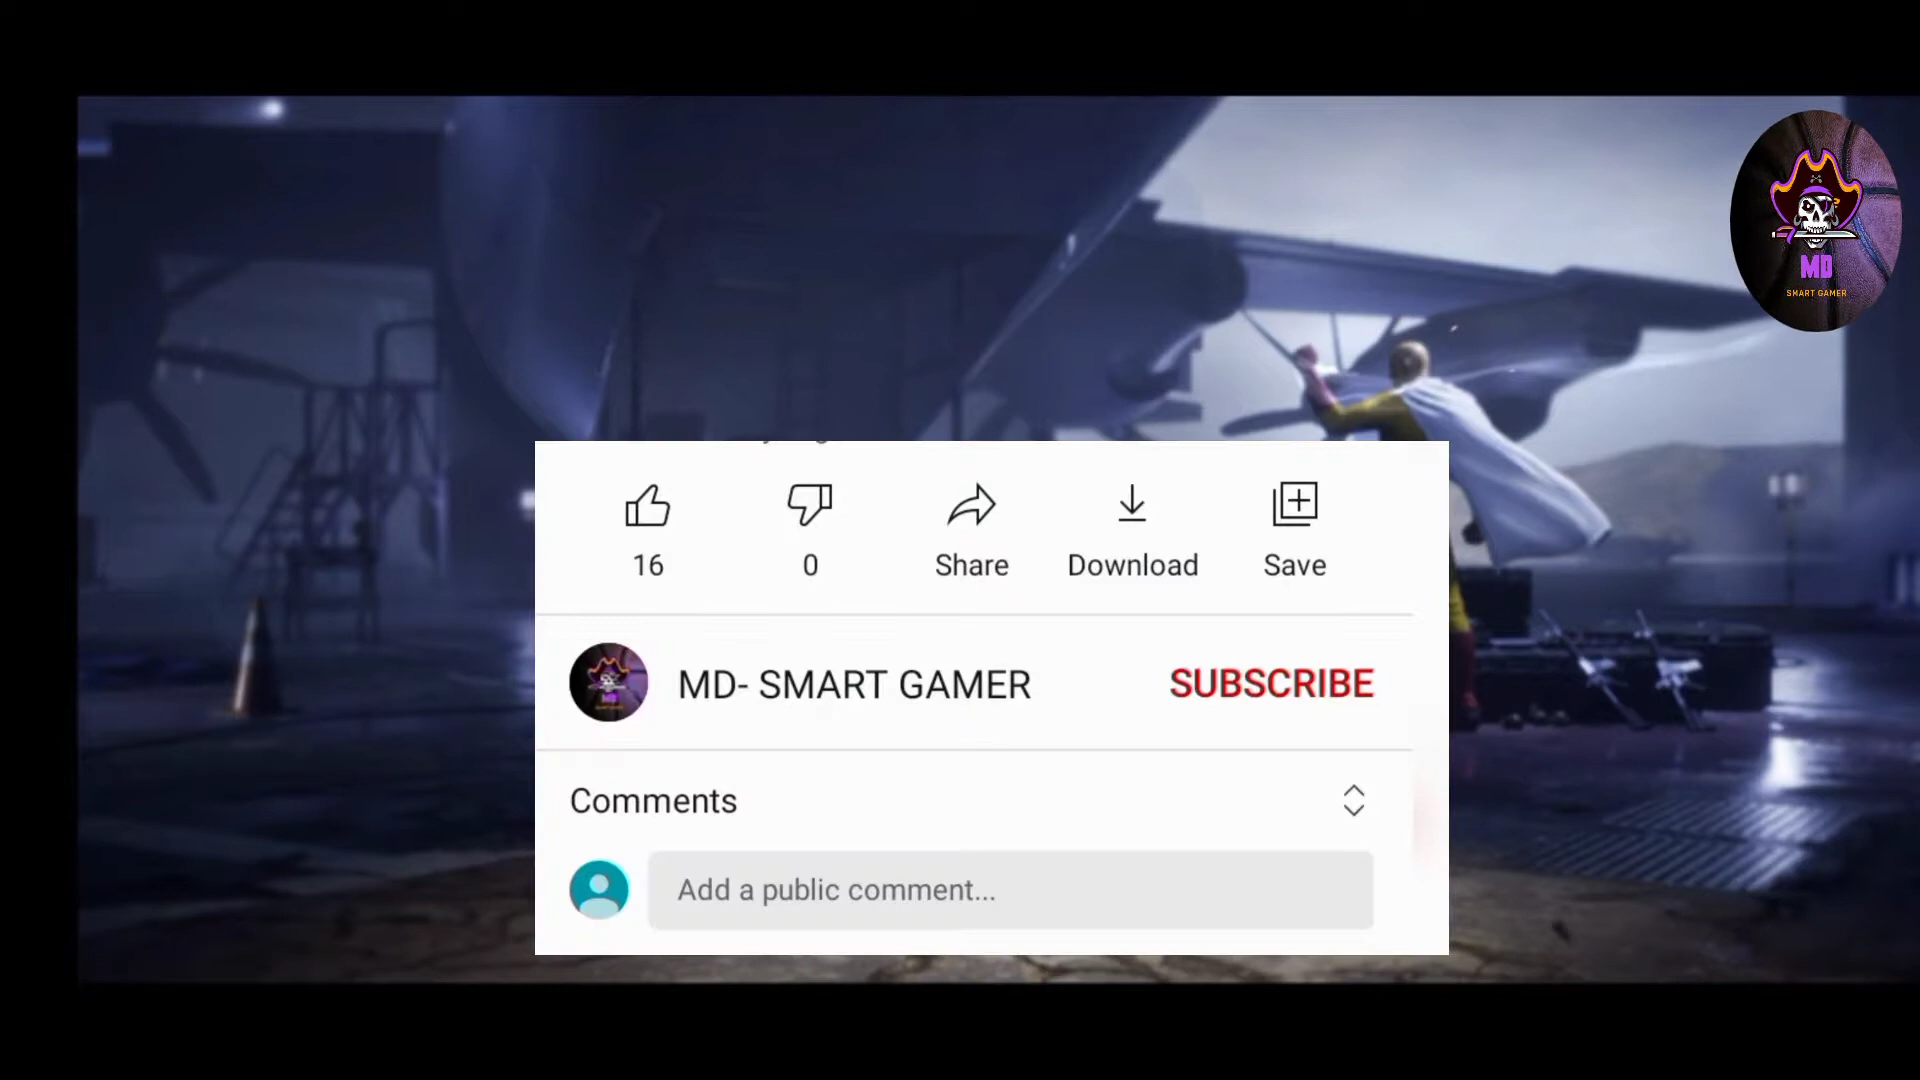 MD
SMART GAMER
16
0
Share
Download
Save
MD- SMART GAMER
SUBSCRIBE
Comments
Add a public comment...